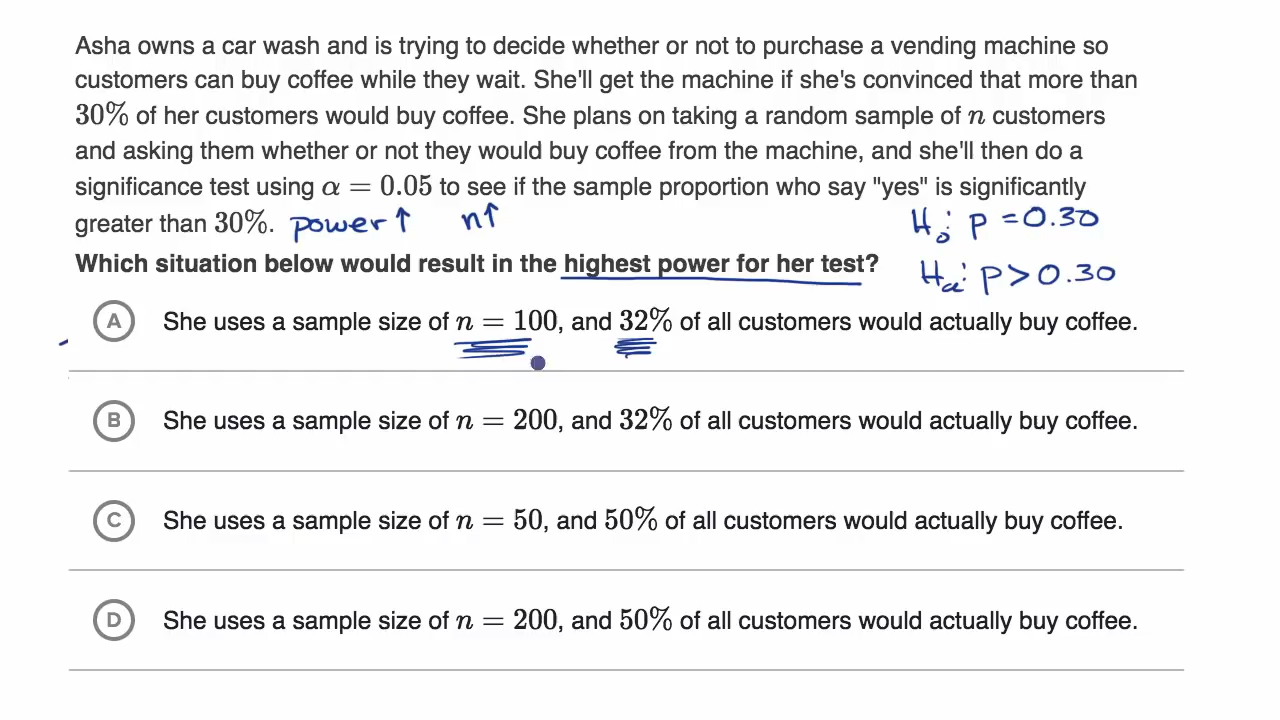 Asha owns a car wash and is trying to decide whether or not to purchase a vending machine so
customers can buy coffee while they wait. She'll get the machine if she's convinced that more than
30% of her customers would buy coffee. She plans on taking a random sample of n customers
and asking them whether or not they would buy coffee from the machine, and she'll then do a
significance test using α = 0.05 to see if the sample proportion who say "yes" is significantly
greater than 30%. power↑ n↑ H₀: p = 0.30
Which situation below would result in the highest power for her test? Hₐ: p > 0.30
A She uses a sample size of n = 100, and 32% of all customers would actually buy coffee.
B She uses a sample size of n = 200, and 32% of all customers would actually buy coffee.
C She uses a sample size of n = 50, and 50% of all customers would actually buy coffee.
D She uses a sample size of n = 200, and 50% of all customers would actually buy coffee.